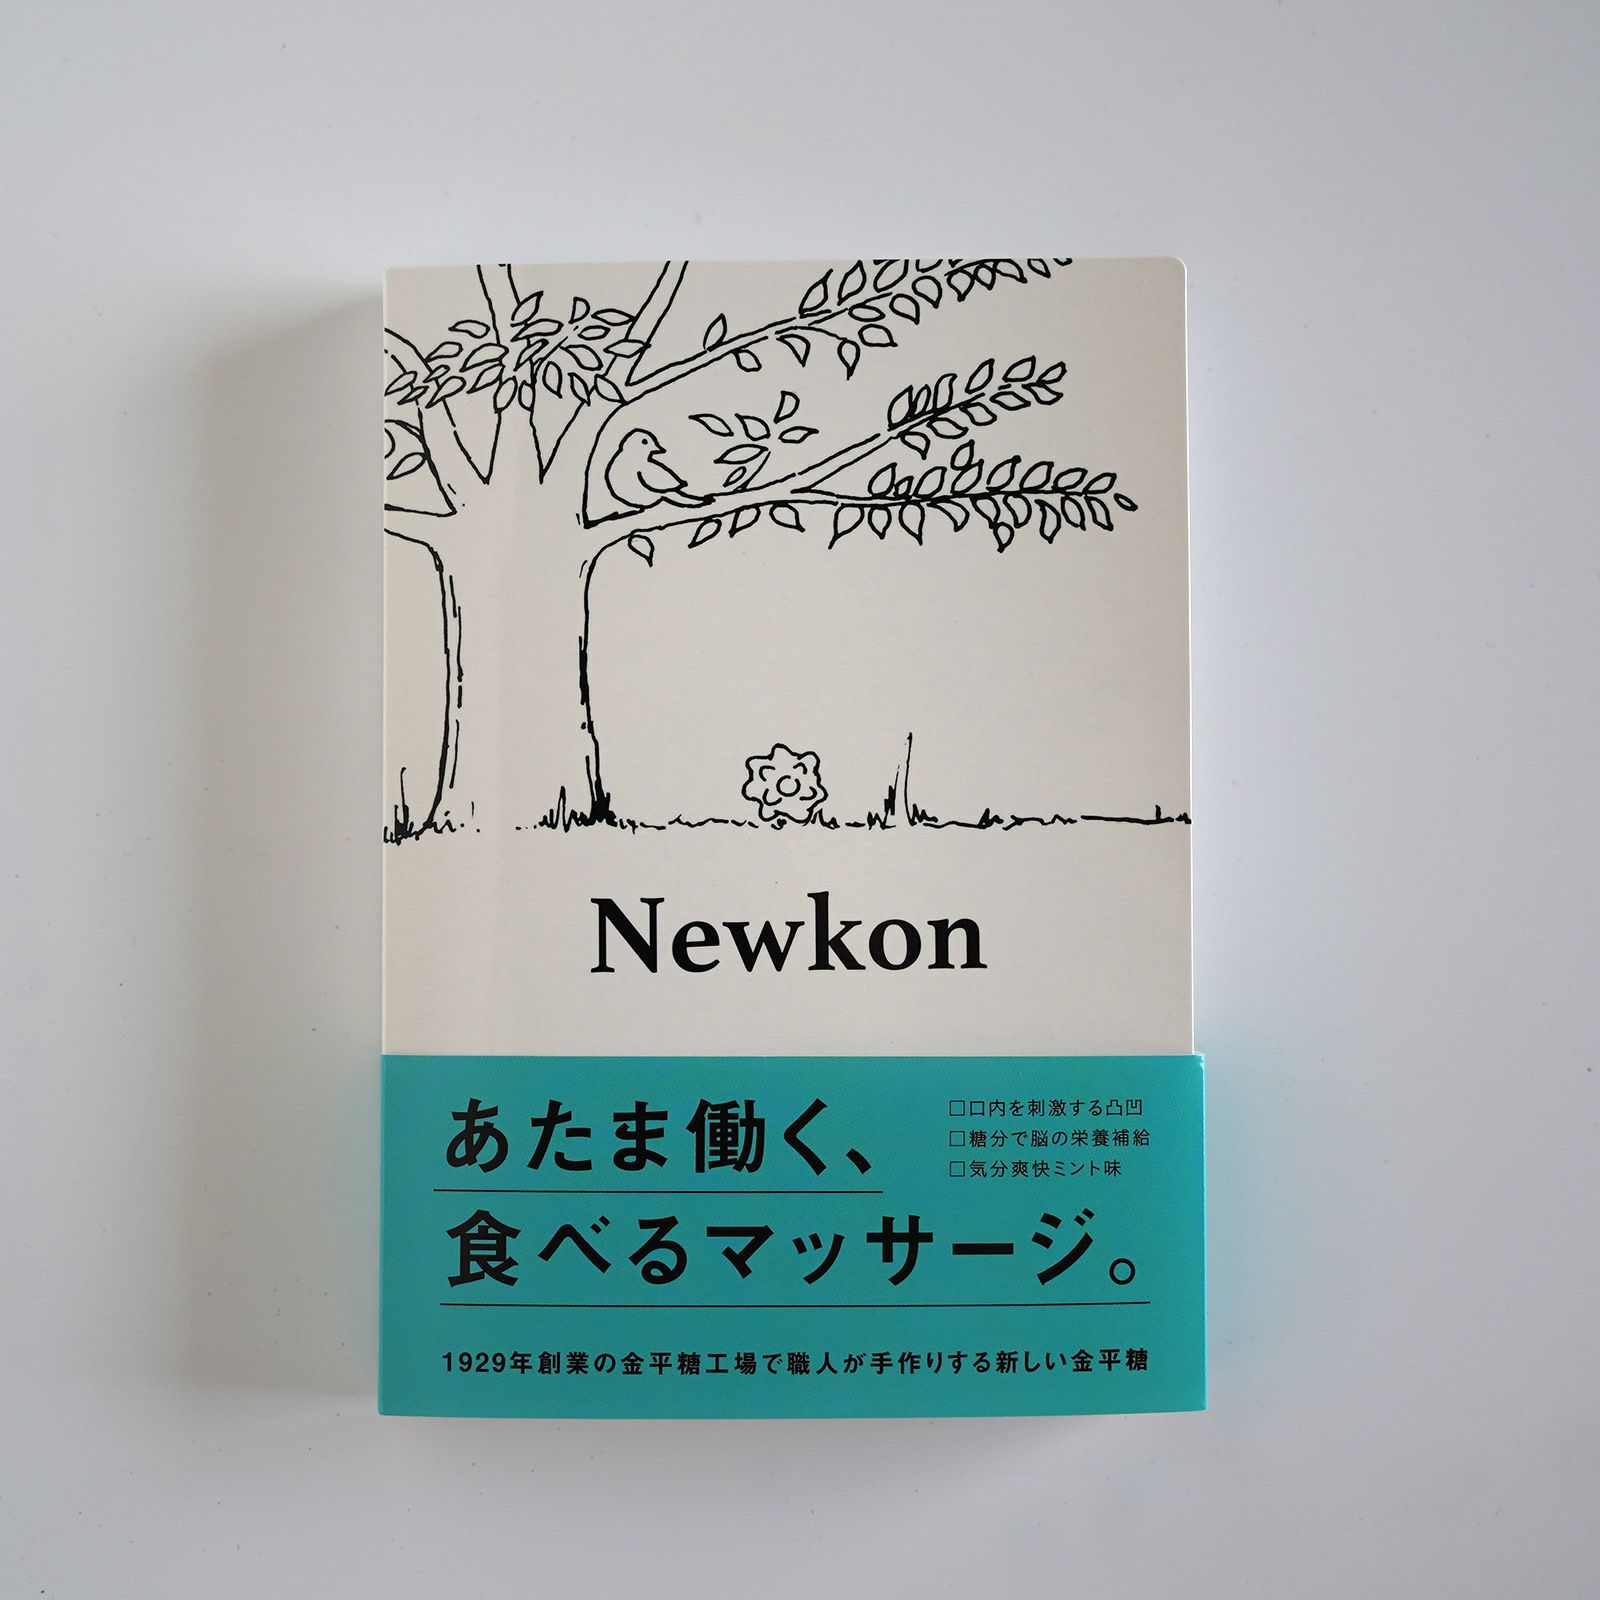 Newkon
あたま働く、
食べるマッサージ。
□口内を刺激する凸凹
□糖分で脳の栄養補給
□気分爽快ミント味
1929年創業の金平糖工場で職人が手作りする新しい金平糖